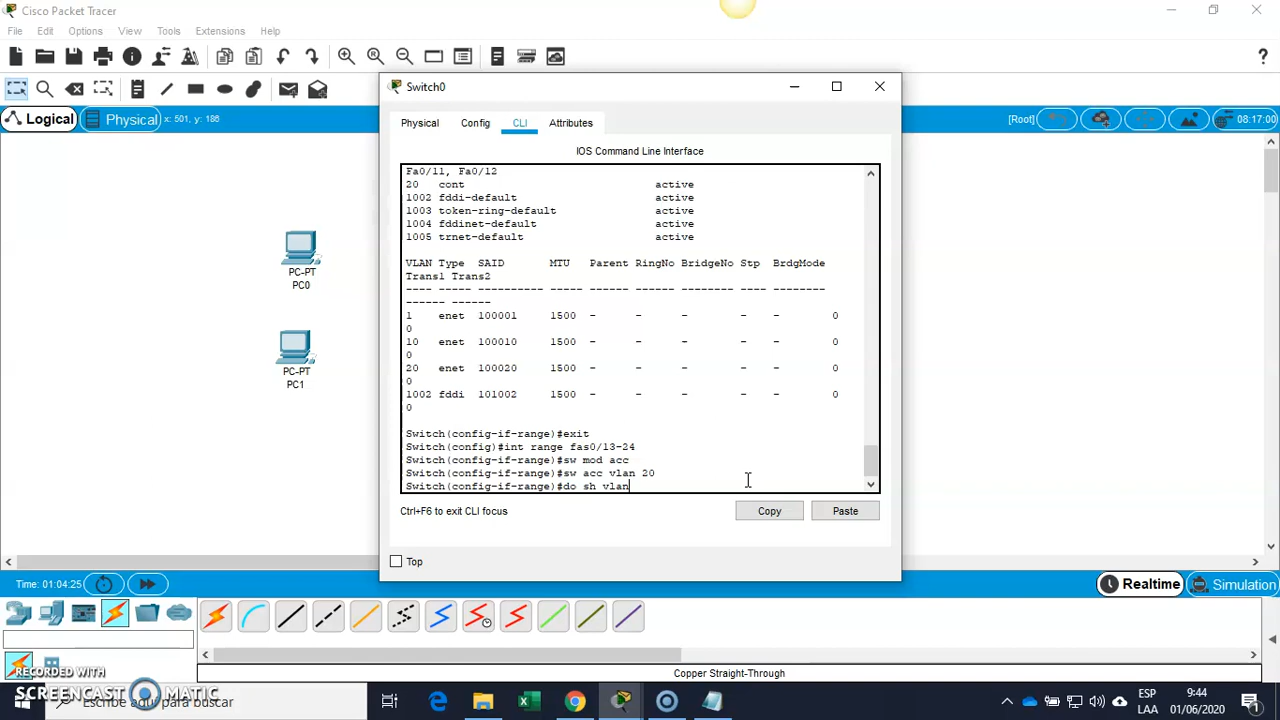 Cisco Packet Tracer
File Edit Options View Tools Extensions Help
Logical Physical x: 501, y: 186 [Root] 08:17:00
Switch0
Physical Config CLI Attributes
IOS Command Line Interface
Fa0/11, Fa0/12
20 cont active
1002 fddi-default active
1003 token-ring-default active
1004 fddinet-default active
1005 trnet-default active
VLAN Type SAID MTU Parent RingNo BridgeNo Stp BrdgMode
Trans1 Trans2
---- ----- ---------- ----- ------ ------ -------- ---- --------
------ ------
1 enet 100001 1500 - - - - - 0
0
10 enet 100010 1500 - - - - - 0
0
20 enet 100020 1500 - - - - - 0
0
1002 fddi 101002 1500 - - - - - 0
0
Switch(config-if-range)#exit
Switch(config)#int range fas0/13-24
Switch(config-if-range)#sw mod acc
Switch(config-if-range)#sw acc vlan 20
Switch(config-if-range)#do sh vlan
Ctrl+F6 to exit CLI focus
Copy Paste
Top
PC-PT
PC0
PC-PT
PC1
Time: 01:04:25 Realtime Simulation
Copper Straight-Through
RECORDED WITH
SCREENCAST MATIC
Escribe aquí para buscar
ESP
LAA
9:44
01/06/2020
1